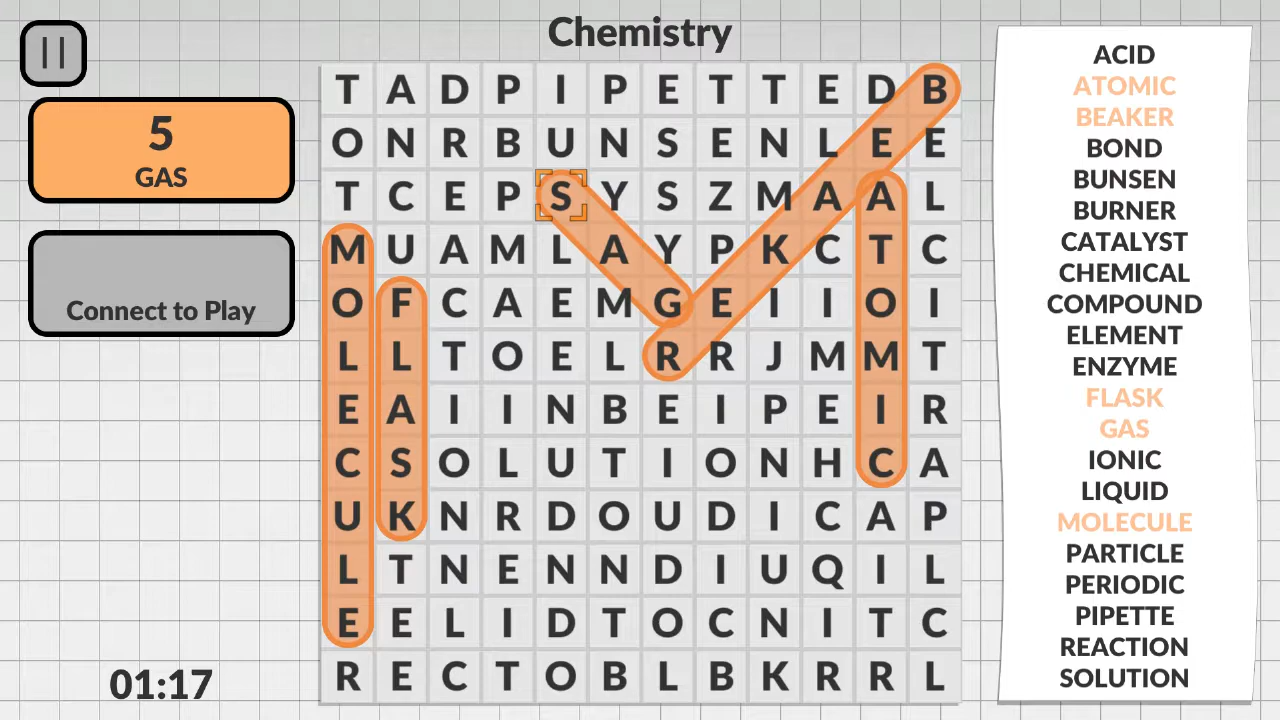 Chemistry
5
GAS
Connect to Play
01:17
T A D P I P E T T E D B
O N R B U N S E N L E E
T C E P S Y S Z M A A L
M U A M L A Y P K C T C
O F C A E M G E I I O I
L L T O E L R R J M M T
E A I I N B E I P E I R
C S O L U T I O N H C A
U K N R D O U D I C A P
L T N E N N D I U Q I L
E E L I D T O C N I T C
R E C T O B L B K R R L
ACID
ATOMIC
BEAKER
BOND
BUNSEN
BURNER
CATALYST
CHEMICAL
COMPOUND
ELEMENT
ENZYME
FLASK
GAS
IONIC
LIQUID
MOLECULE
PARTICLE
PERIODIC
PIPETTE
REACTION
SOLUTION